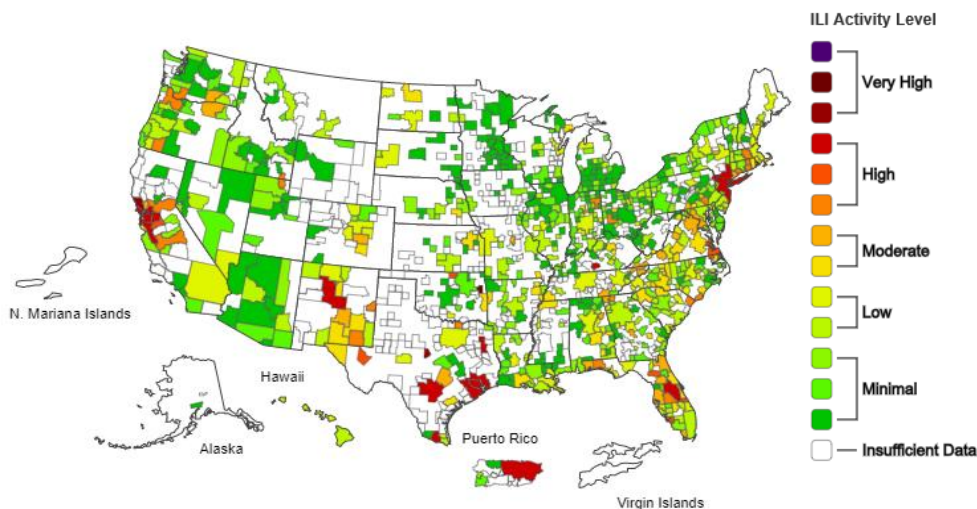 ILI Activity Level
Very High
High
Moderate
Low
Minimal
Insufficient Data
N. Mariana Islands
Hawaii
Alaska
Puerto Rico
Virgin Islands